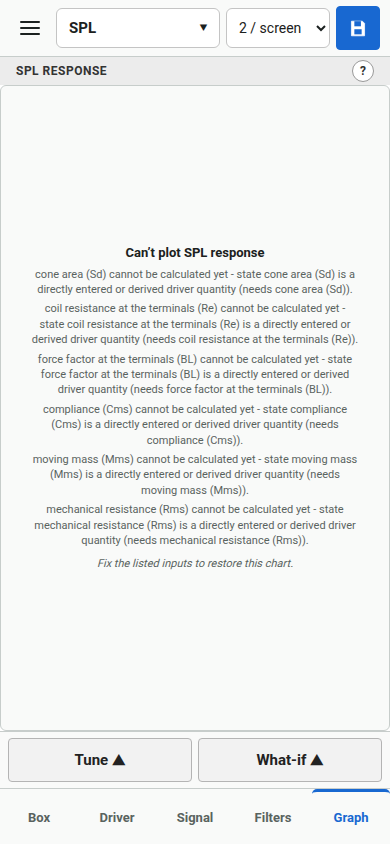 SPL ▼ 2 / screen
SPL RESPONSE ?
Can't plot SPL response
cone area (Sd) cannot be calculated yet - state cone area (Sd) is a
directly entered or derived driver quantity (needs cone area (Sd)).
coil resistance at the terminals (Re) cannot be calculated yet -
state coil resistance at the terminals (Re) is a directly entered or
derived driver quantity (needs coil resistance at the terminals (Re)).
force factor at the terminals (BL) cannot be calculated yet - state
force factor at the terminals (BL) is a directly entered or derived
driver quantity (needs force factor at the terminals (BL)).
compliance (Cms) cannot be calculated yet - state compliance
(Cms) is a directly entered or derived driver quantity (needs
compliance (Cms)).
moving mass (Mms) cannot be calculated yet - state moving mass
(Mms) is a directly entered or derived driver quantity (needs
moving mass (Mms)).
mechanical resistance (Rms) cannot be calculated yet - state
mechanical resistance (Rms) is a directly entered or derived driver
quantity (needs mechanical resistance (Rms)).
Fix the listed inputs to restore this chart.
Tune ▲ What-if ▲
Box Driver Signal Filters Graph